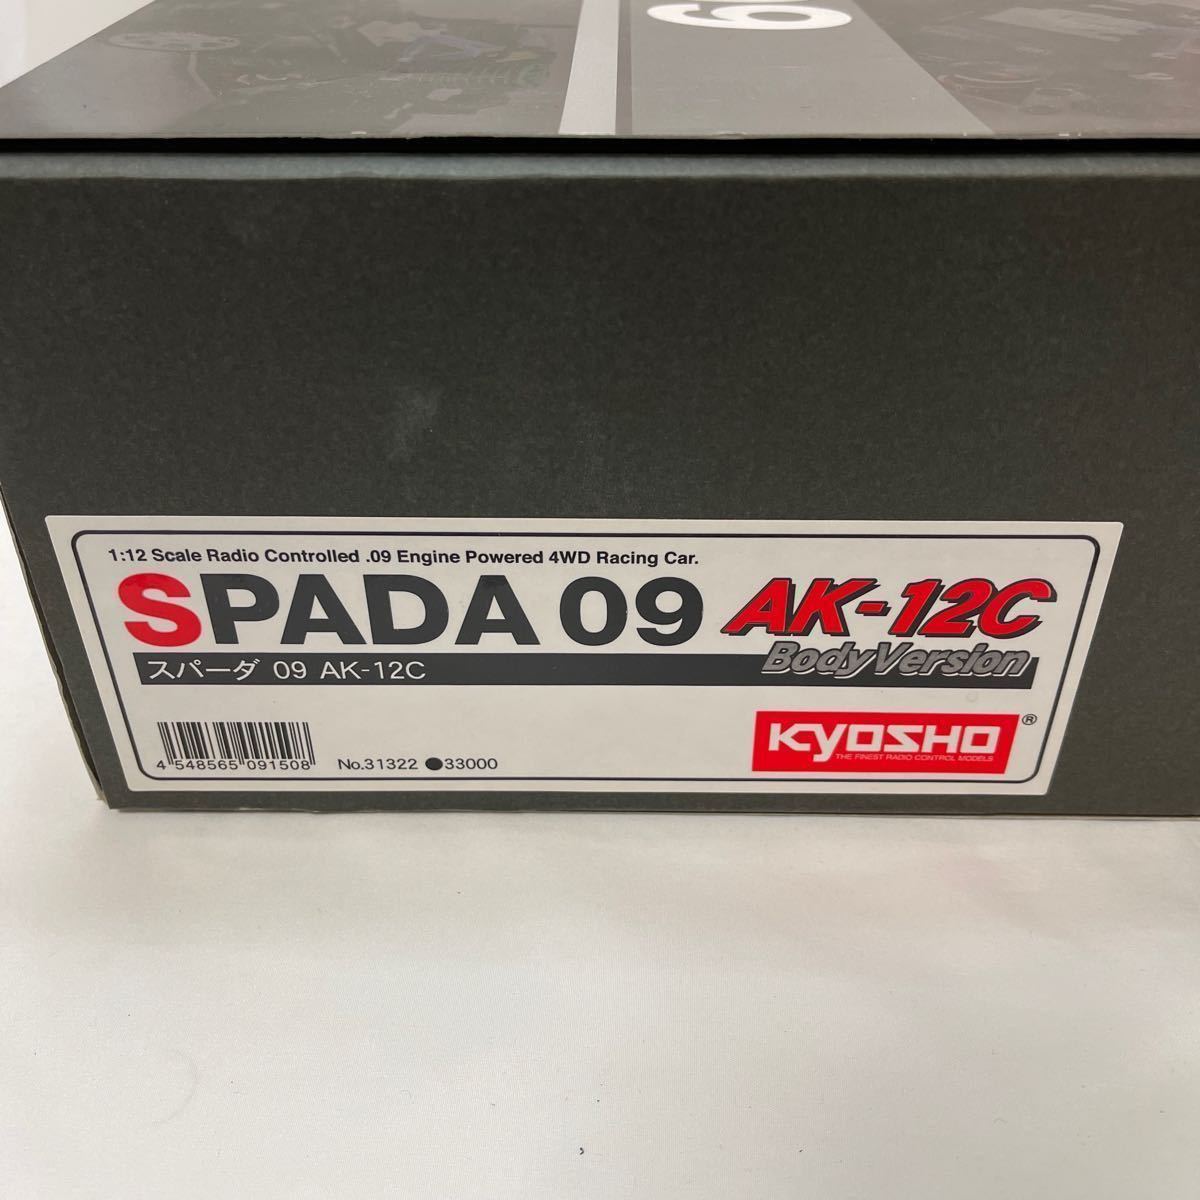 09
1:12 Scale Radio Controlled .09 Engine Powered 4WD Racing Car.
SPADA 09 AK-12C
Body Version
スパーダ 09 AK-12C
KYOSHO ®
THE FINEST RADIO CONTROL MODELS
4 548565 091508 No.31322 ●33000